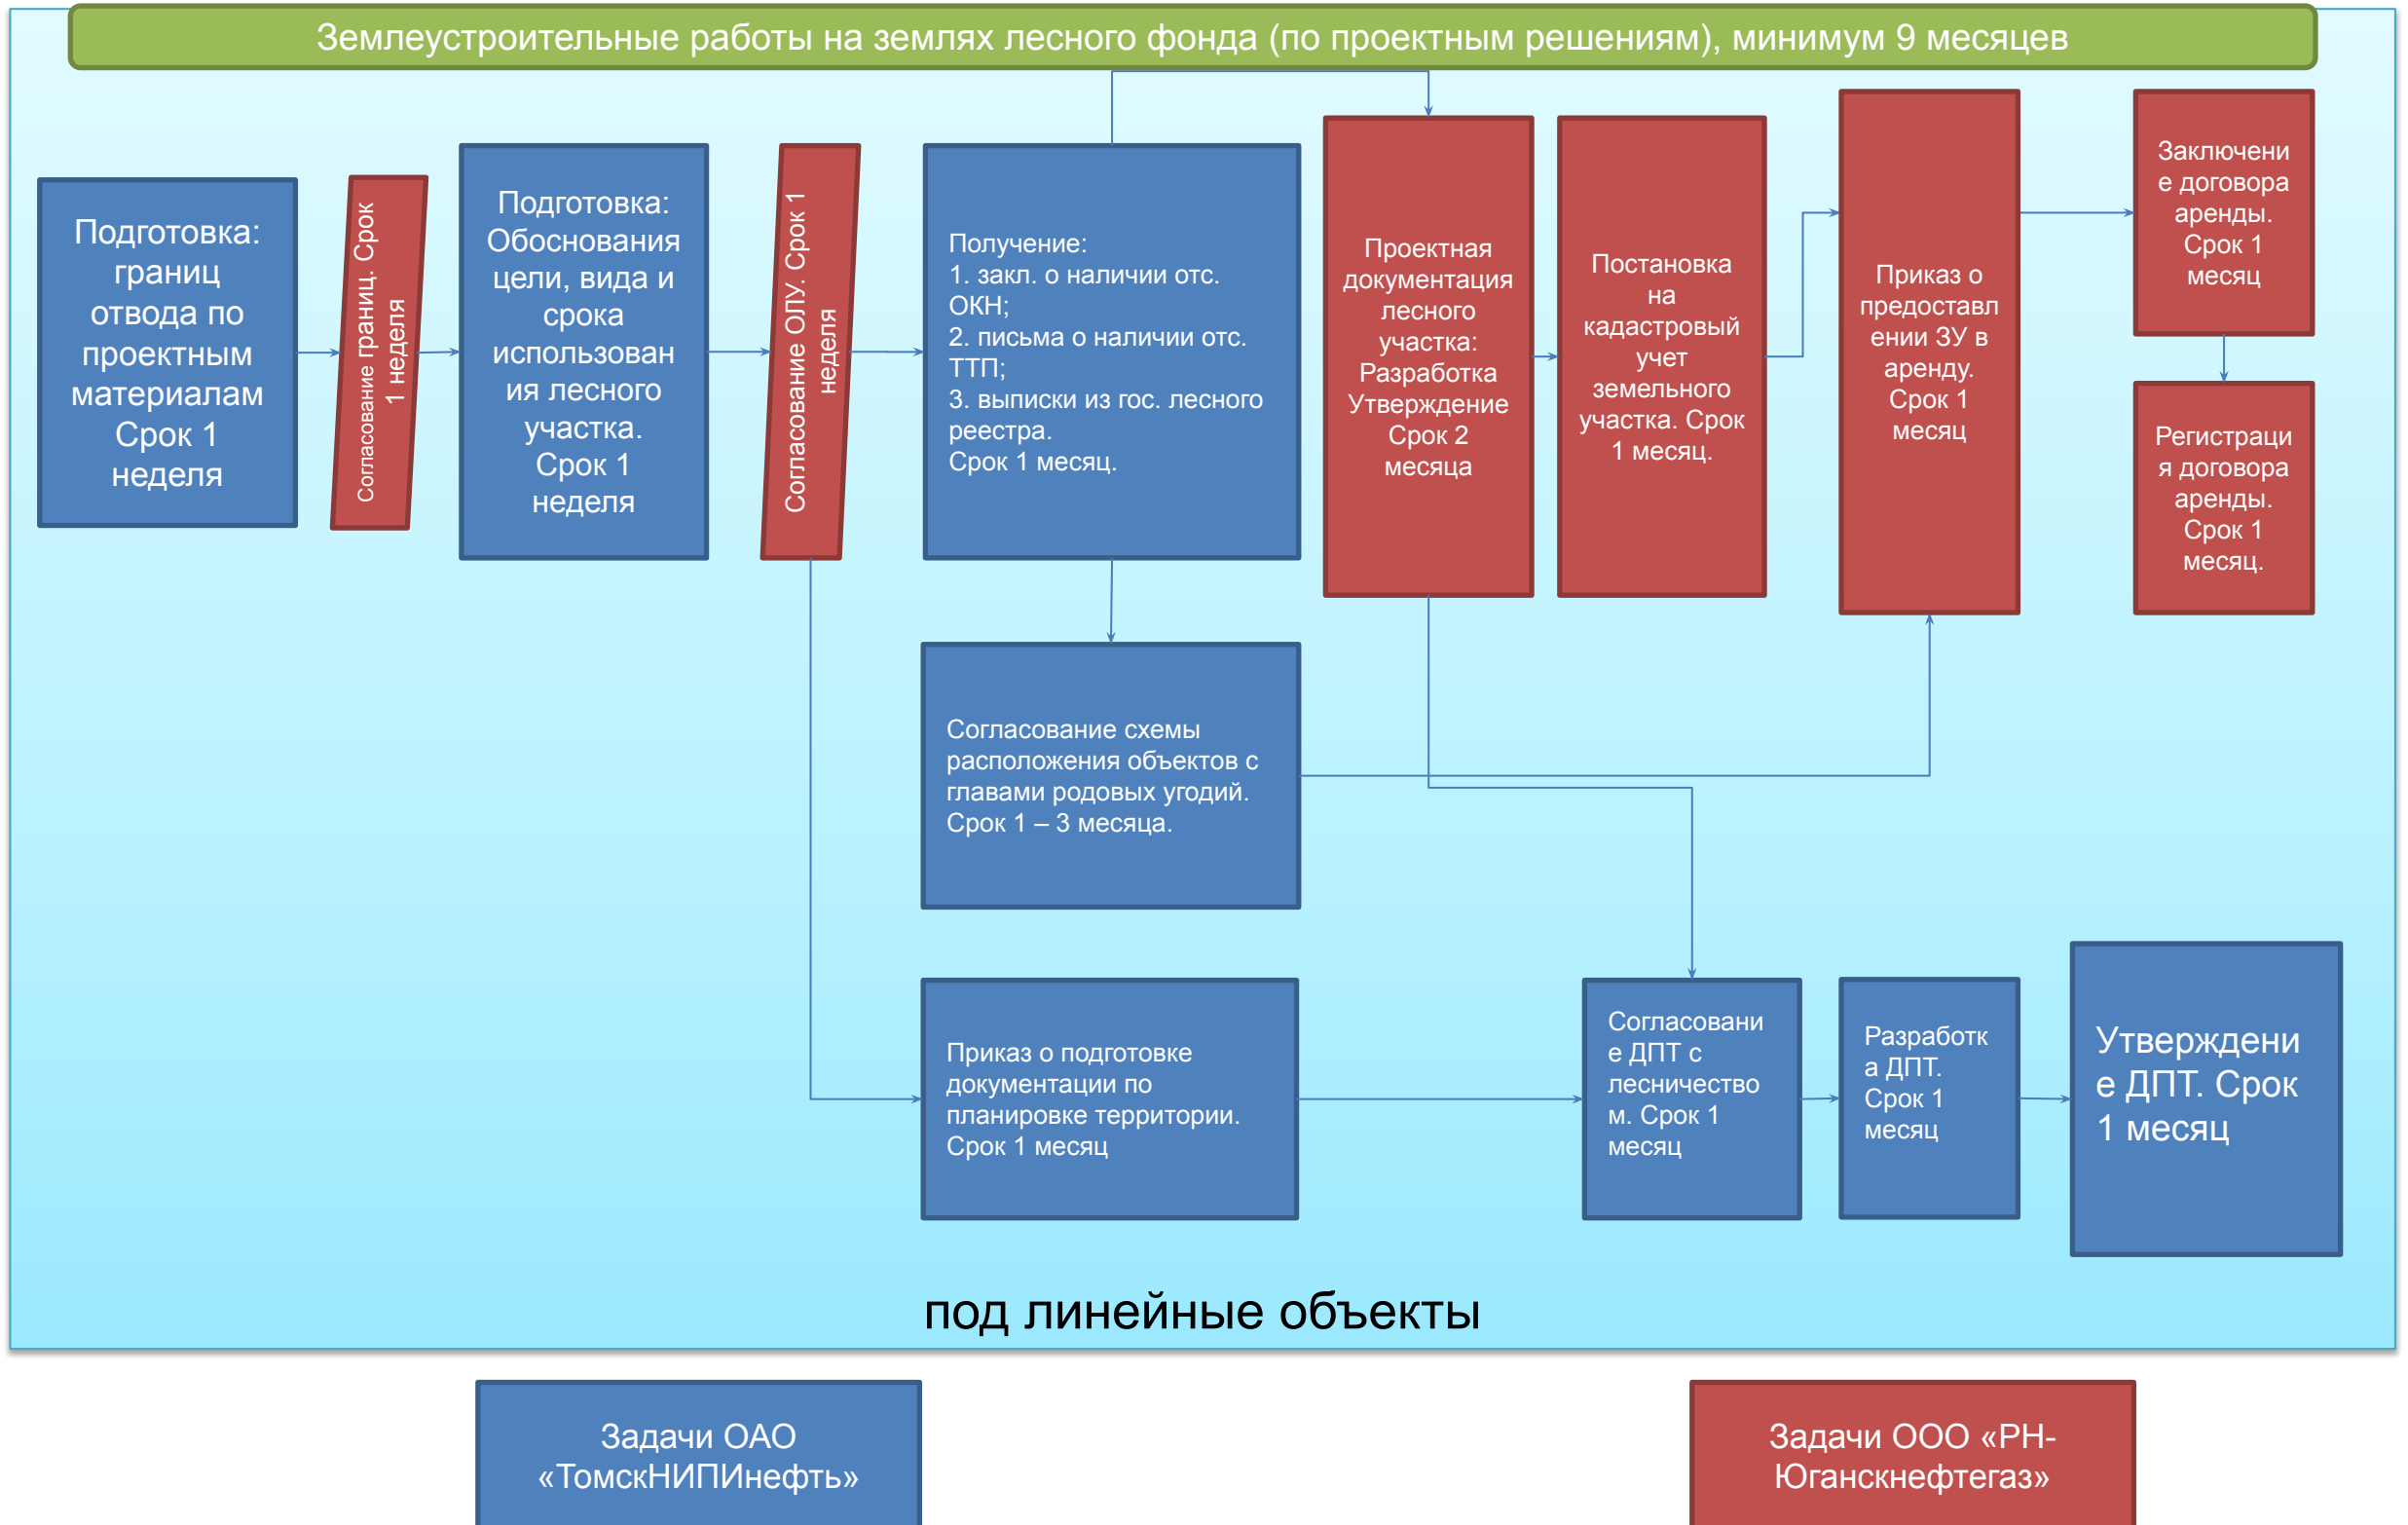 Землеустроительные работы на землях лесного фонда (по проектным решениям), минимум 9 месяцев
Подготовка:
границ
отвода по
проектным
материалам
Срок 1
неделя
Согласование границ. Срок
1 неделя
Подготовка:
Обоснования
цели, вида и
срока
использован
ия лесного
участка.
Срок 1
неделя
Согласование ОЛУ. Срок 1
неделя
Получение:
1. закл. о наличии отс.
ОКН;
2. письма о наличии отс.
ТТП;
3. выписки из гос. лесного
реестра.
Срок 1 месяц.
Проектная
документация
лесного
участка:
Разработка
Утверждение
Срок 2
месяца
Постановка
на
кадастровый
учет
земельного
участка. Срок
1 месяц.
Приказ о
предоставл
ении ЗУ в
аренду.
Срок 1
месяц
Заключени
е договора
аренды.
Срок 1
месяц
Регистраци
я договора
аренды.
Срок 1
месяц.
Согласование схемы
расположения объектов с
главами родовых угодий.
Срок 1 – 3 месяца.
Приказ о подготовке
документации по
планировке территории.
Срок 1 месяц
Согласовани
е ДПТ с
лесничество
м. Срок 1
месяц
Разработк
а ДПТ.
Срок 1
месяц
Утверждени
е ДПТ. Срок
1 месяц
под линейные объекты
Задачи ОАО
«ТомскНИПИнефть»
Задачи ООО «РН-
Юганскнефтегаз»